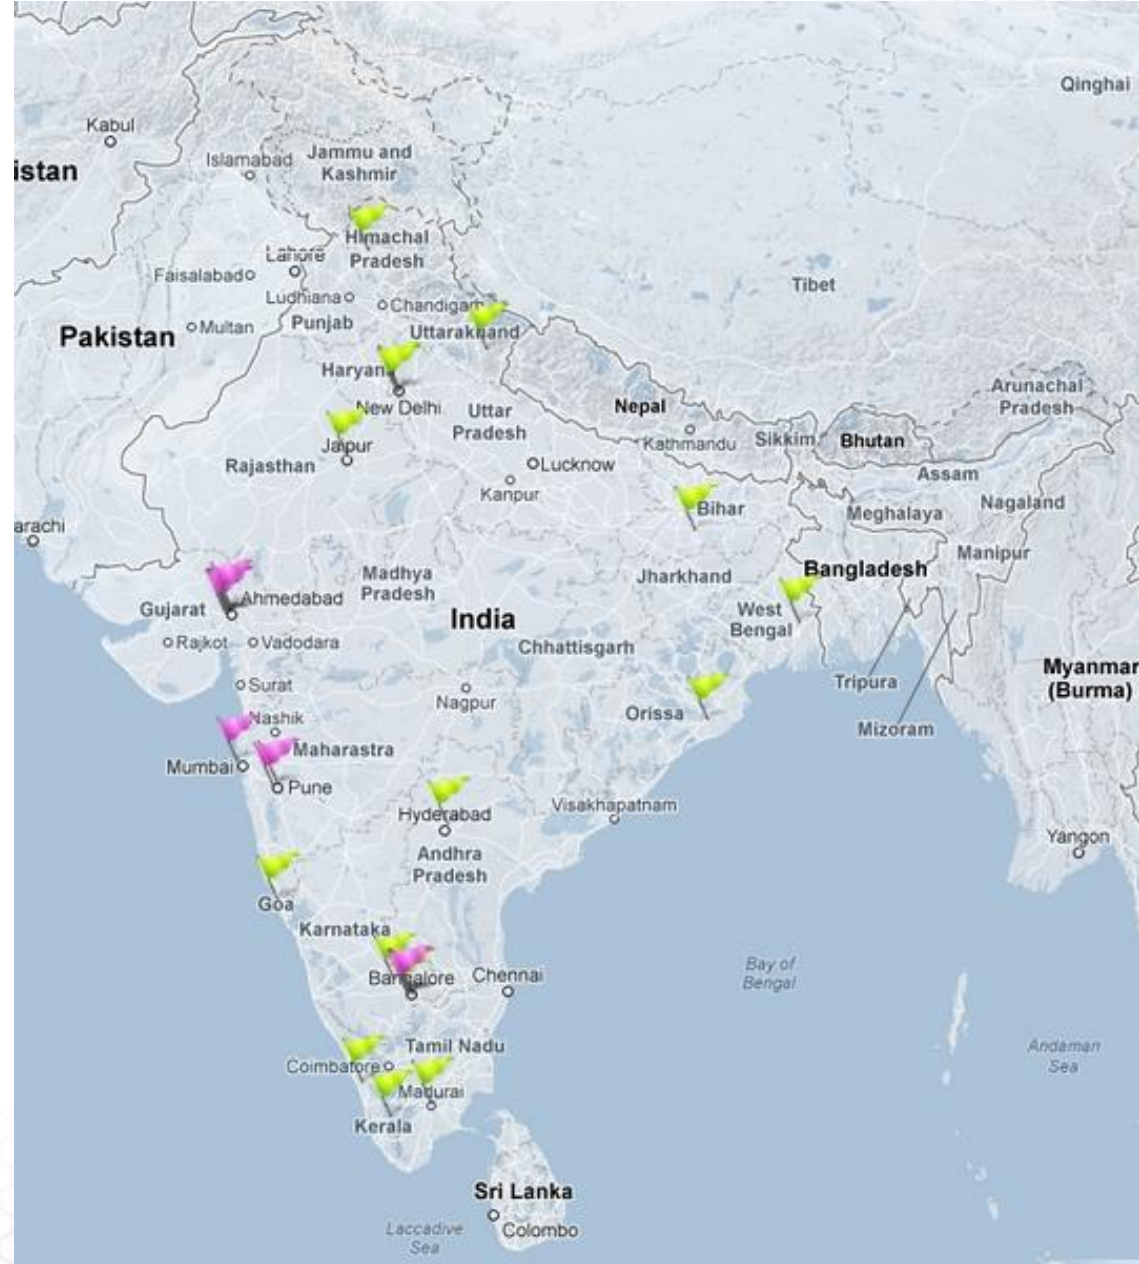 Qinghai
Kabul
istan
Islamabad
Jammu and
Kashmir
Himachal
Pradesh
Lahore
Faisalabad
Tibet
Ludhiana
Chandigarh
Punjab
Multan
Pakistan
Uttarakhand
Haryan
New Delhi
Uttar
Pradesh
Nepal
Arunachal
Pradesh
Kathmandu
Sikkim
Bhutan
Jaipur
Rajasthan
Lucknow
Kanpur
Assam
Nagaland
Bihar
Meghalaya
arachi
Manipur
Bangladesh
Madhya
Pradesh
Jharkhand
Ahmedabad
Gujarat
India
West
Bengal
Rajkot
Vadodara
Chhattisgarh
Myanmar
(Burma)
Tripura
Surat
Nagpur
Orissa
Nashik
Mizoram
Maharastra
Mumbai
Pune
Hyderabad
Visakhapatnam
Yangon
Andhra
Pradesh
Goa
Karnataka
Bangalore
Chennai
Bay of
Bengal
Tamil Nadu
Andaman
Sea
Coimbatore
Madurai
Kerala
Sri Lanka
Colombo
Laccadive
Sea